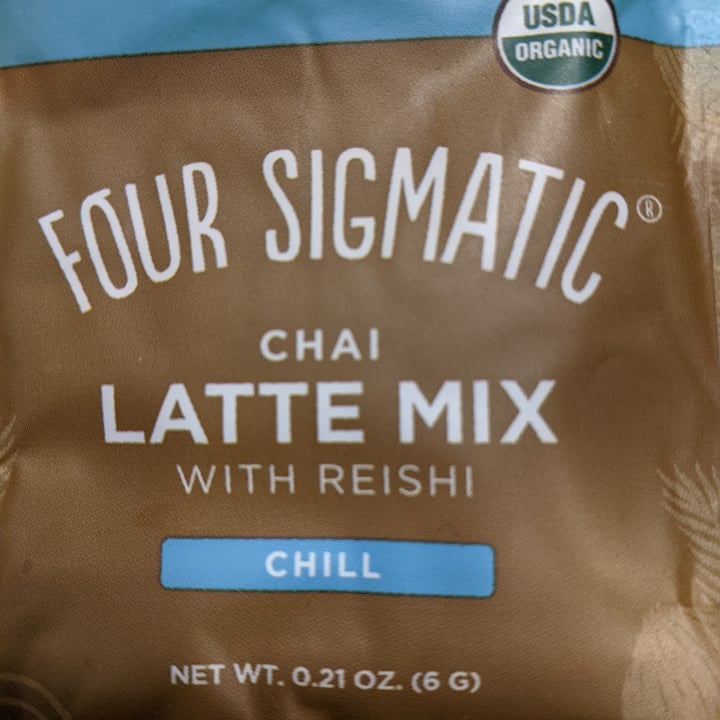 USDA
ORGANIC
FOUR SIGMATIC®
CHAI
LATTE MIX
WITH REISHI
CHILL
NET WT. 0.21 OZ. (6 G)